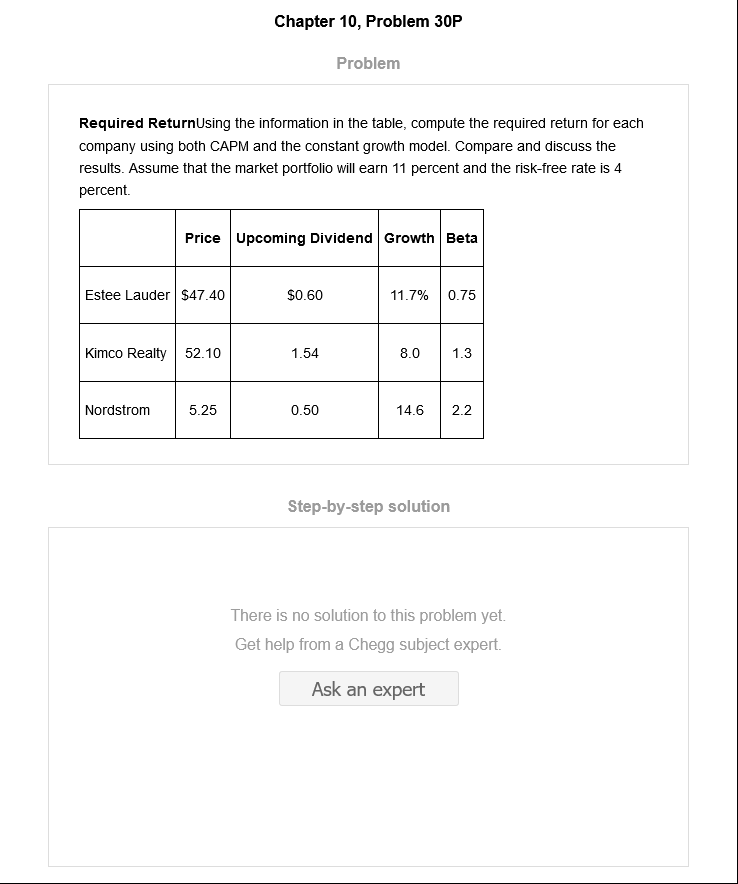 Chapter 10, Problem 30P
Problem
Required ReturnUsing the information in the table, compute the required return for each
company using both CAPM and the constant growth model. Compare and discuss the
results. Assume that the market portfolio will earn 11 percent and the risk-free rate is 4
percent.
Price Upcoming Dividend Growth Beta
Estee Lauder $47.40 $0.60 11.7% 0.75
Kimco Realty 52.10 1.54 8.0 1.3
Nordstrom 5.25 0.50 14.6 2.2
Step-by-step solution
There is no solution to this problem yet.
Get help from a Chegg subject expert.
Ask an expert